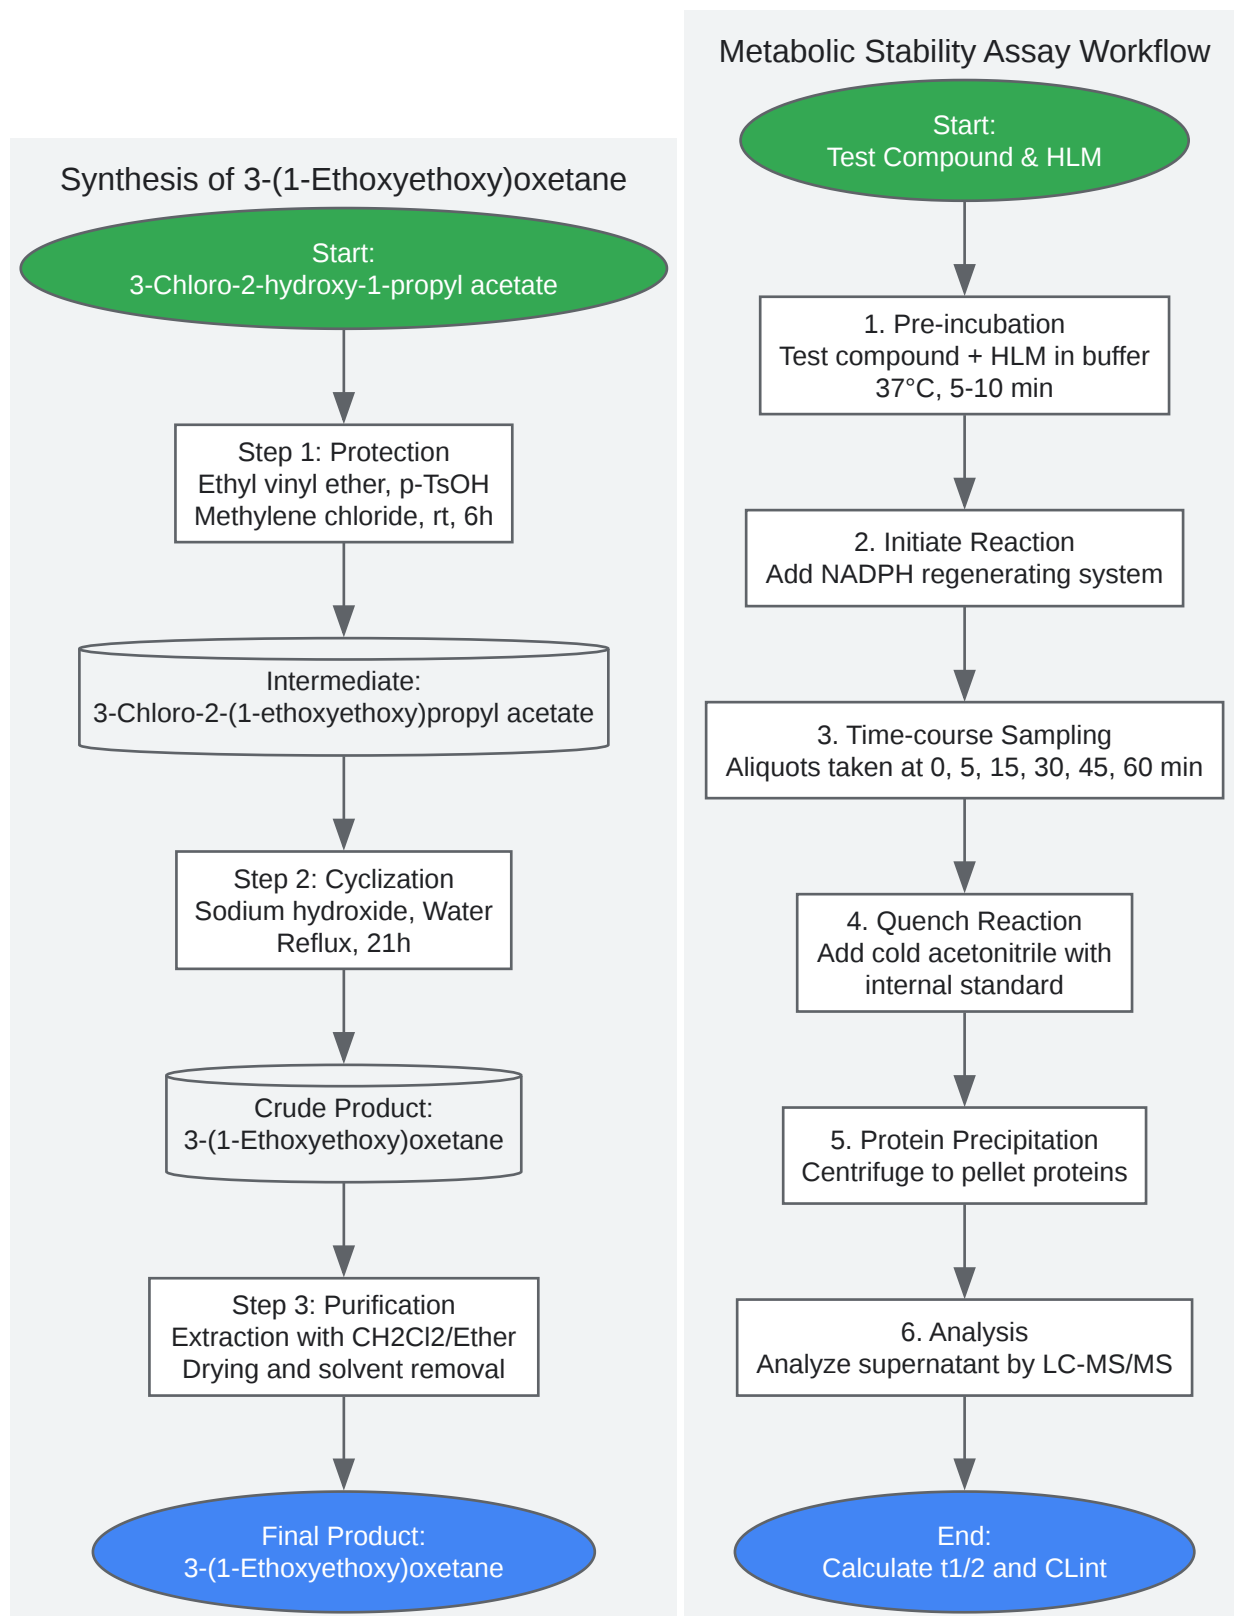 Synthesis of 3-(1-Ethoxyethoxy)oxetane
Start:
3-Chloro-2-hydroxy-1-propyl acetate
Step 1: Protection
Ethyl vinyl ether, p-TsOH
Methylene chloride, rt, 6h
Intermediate:
3-Chloro-2-(1-ethoxyethoxy)propyl acetate
Step 2: Cyclization
Sodium hydroxide, Water
Reflux, 21h
Crude Product:
3-(1-Ethoxyethoxy)oxetane
Step 3: Purification
Extraction with CH2Cl2/Ether
Drying and solvent removal
Final Product:
3-(1-Ethoxyethoxy)oxetane
Metabolic Stability Assay Workflow
Start:
Test Compound & HLM
1. Pre-incubation
Test compound + HLM in buffer
37°C, 5-10 min
2. Initiate Reaction
Add NADPH regenerating system
3. Time-course Sampling
Aliquots taken at 0, 5, 15, 30, 45, 60 min
4. Quench Reaction
Add cold acetonitrile with
internal standard
5. Protein Precipitation
Centrifuge to pellet proteins
6. Analysis
Analyze supernatant by LC-MS/MS
End:
Calculate t1/2 and CLint